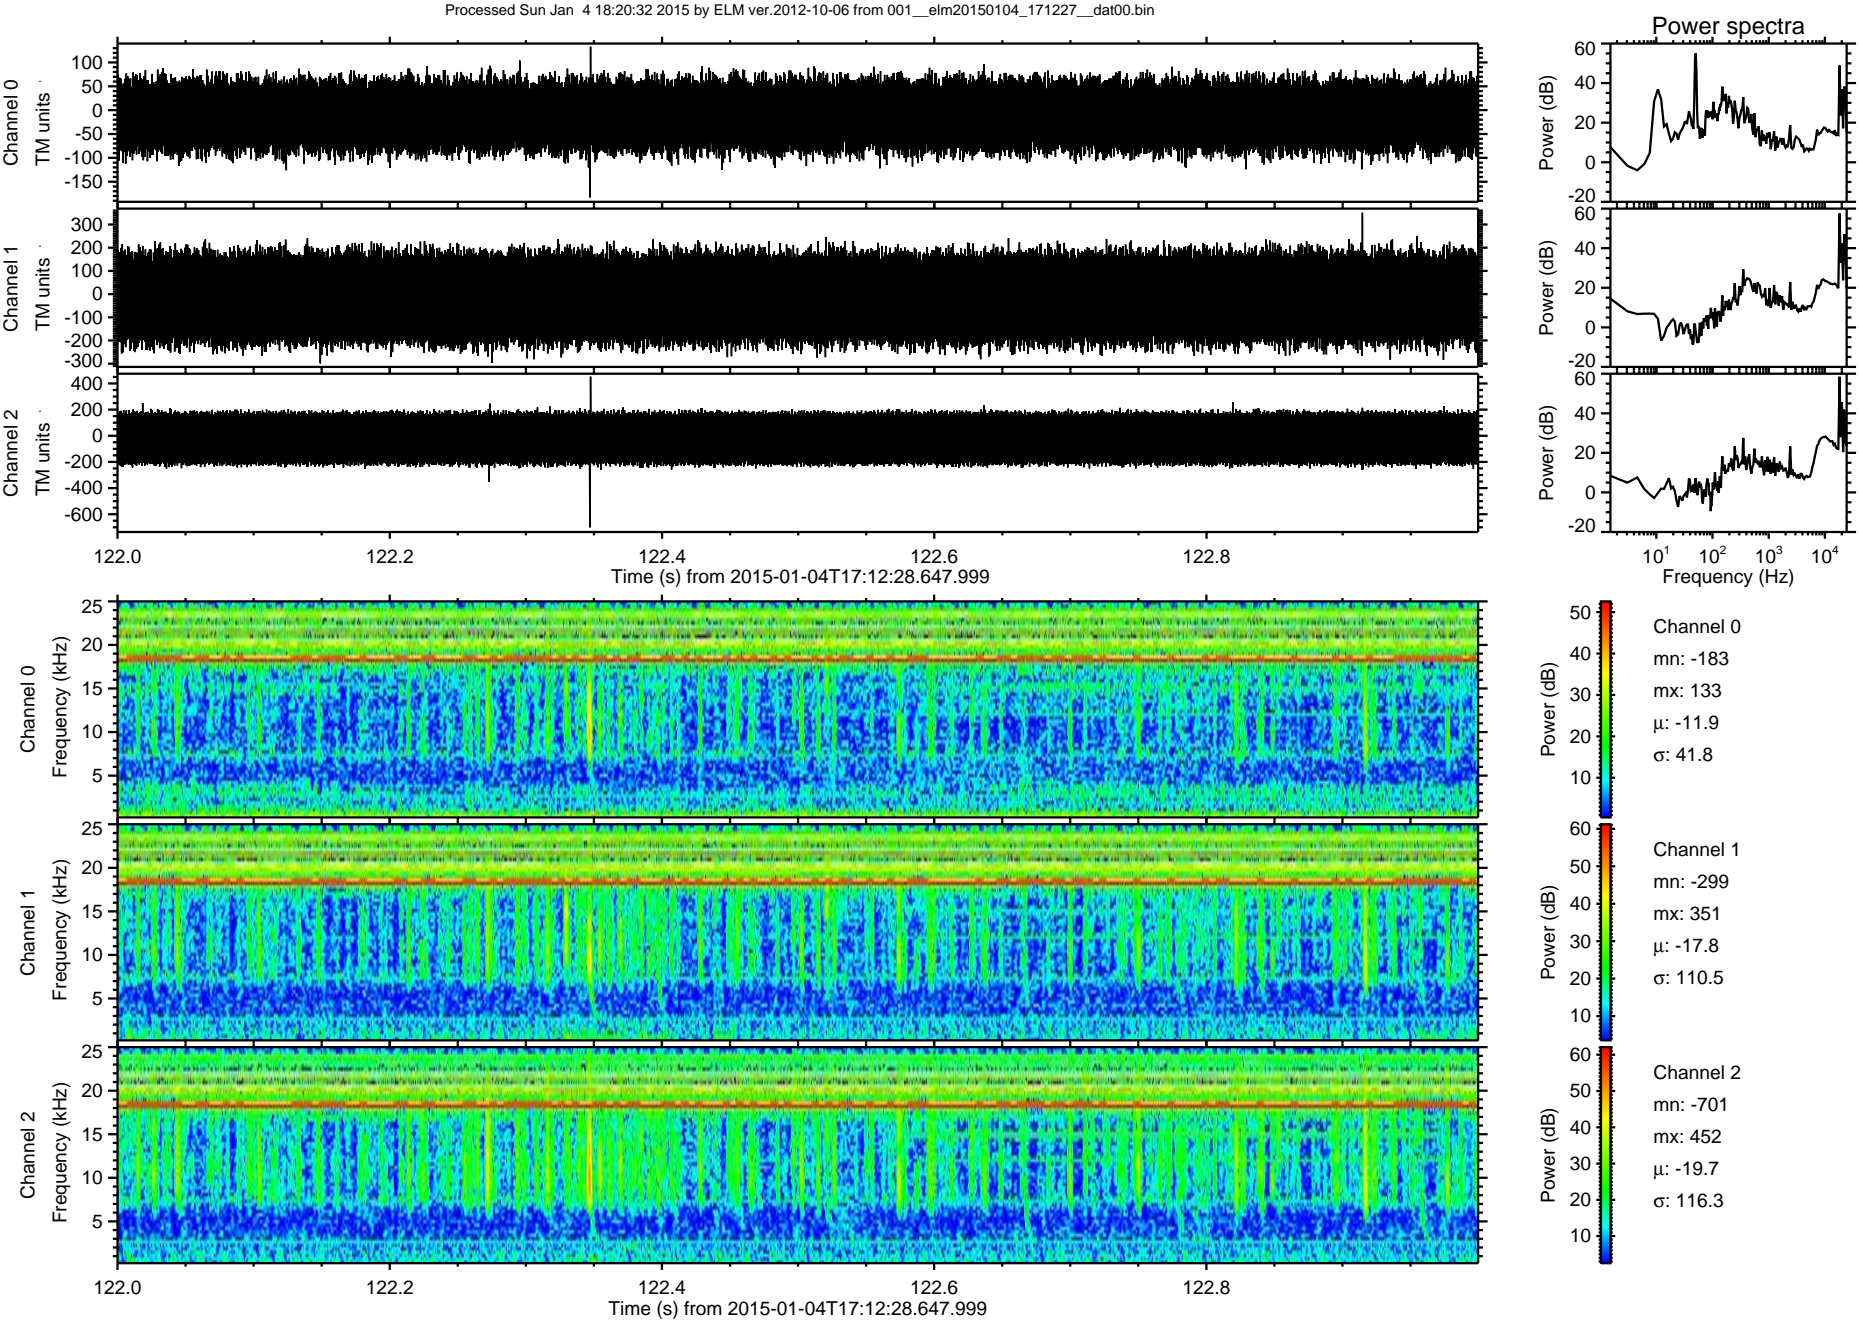 Processed Sun Jan  4 18:20:32 2015 by ELM ver.2012-10-06 from 001__elm20150104_171227__dat00.bin
Power spectra
Channel 0
TM units
100
50
0
-50
-100
-150
Power (dB)
60
40
20
0
-20
Channel 1
TM units
300
200
100
0
-100
-200
-300
Power (dB)
60
40
20
0
-20
Channel 2
TM units
400
200
0
-200
-400
-600
Power (dB)
60
40
20
0
-20
122.0 122.2 122.4 122.6 122.8
Time (s) from 2015-01-04T17:12:28.647.999
10¹ 10² 10³ 10⁴
Frequency (Hz)
Channel 0
Frequency (kHz)
25
20
15
10
5
Power (dB)
50
40
30
20
10
Channel 0
mn: -183
mx: 133
μ: -11.9
σ: 41.8
Channel 1
Frequency (kHz)
25
20
15
10
5
Power (dB)
60
50
40
30
20
10
Channel 1
mn: -299
mx: 351
μ: -17.8
σ: 110.5
Channel 2
Frequency (kHz)
25
20
15
10
5
Power (dB)
60
50
40
30
20
10
Channel 2
mn: -701
mx: 452
μ: -19.7
σ: 116.3
122.0 122.2 122.4 122.6 122.8
Time (s) from 2015-01-04T17:12:28.647.999